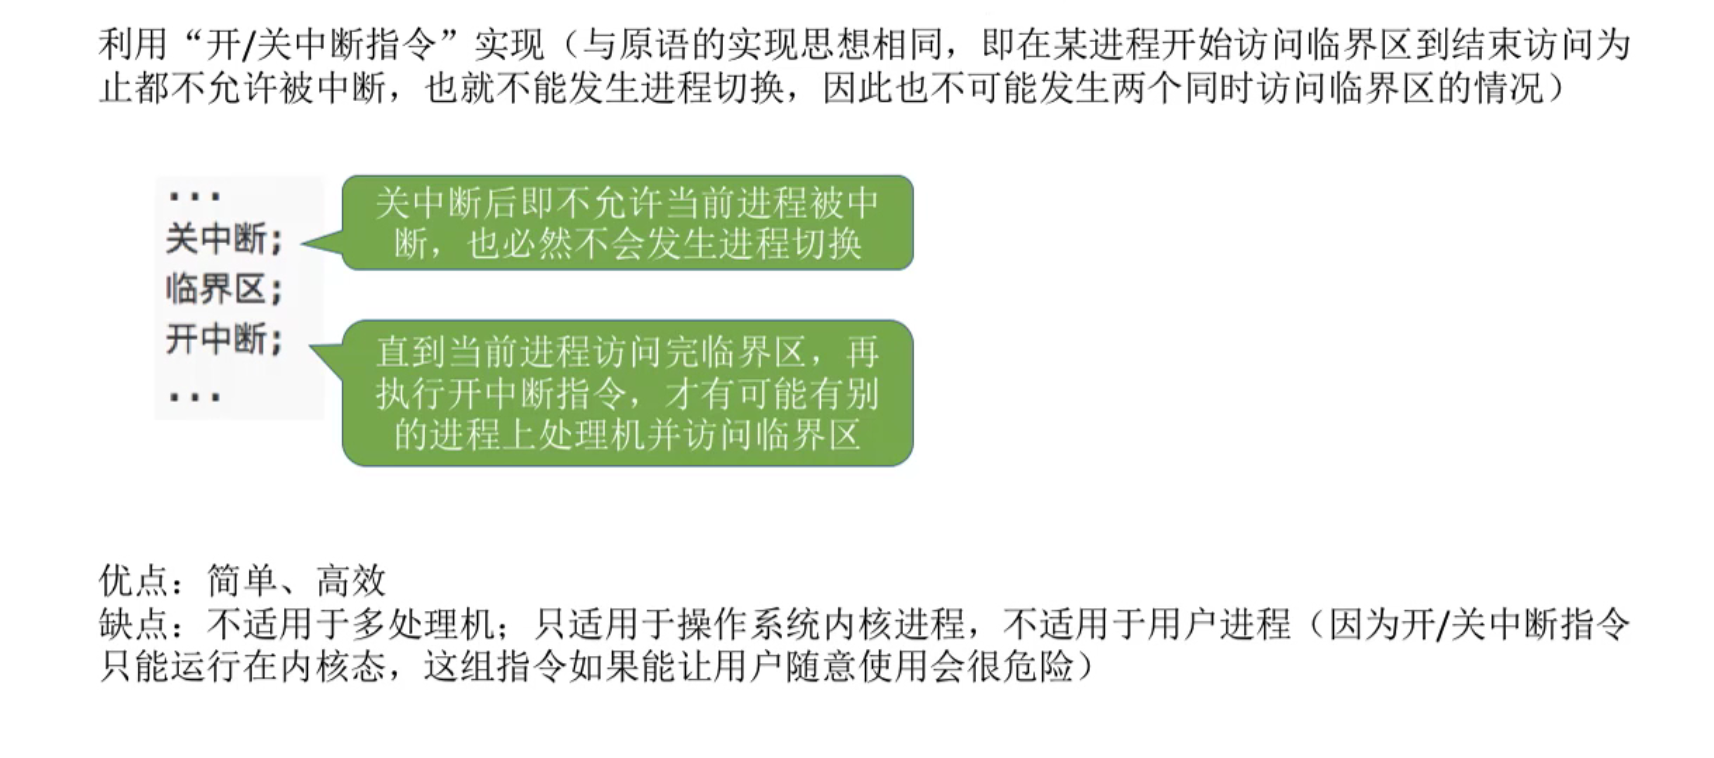 利用“开/关中断指令”实现（与原语的实现思想相同，即在某进程开始访问临界区到结束访问为
止都不允许被中断，也就不能发生进程切换，因此也不可能发生两个同时访问临界区的情况）
...
关中断;
临界区;
开中断;
...
关中断后即不允许当前进程被中
断，也必然不会发生进程切换
直到当前进程访问完临界区，再
执行开中断指令，才有可能有别
的进程上处理机并访问临界区
优点：简单、高效
缺点：不适用于多处理机；只适用于操作系统内核进程，不适用于用户进程（因为开/关中断指令
只能运行在内核态，这组指令如果能让用户随意使用会很危险）